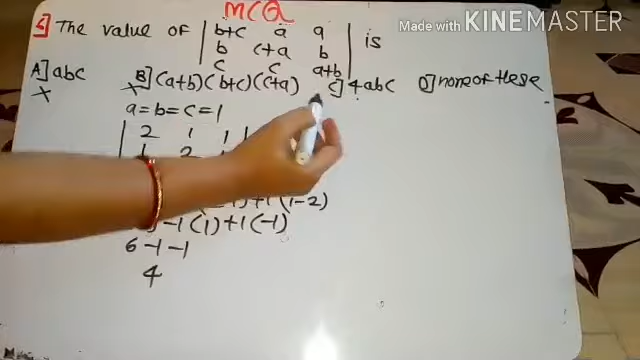 MCQ
Made with KINEMASTER
5] The value of | b+c a a | is
b c+a b
c c a+b
A] abc B] (a+b)(b+c)(c+a) C] 4abc D] none of these
X X
a=b=c=1
2 1 1
1 2
+1(1-2)
-1(1)+1(-1)
6-1-1
4